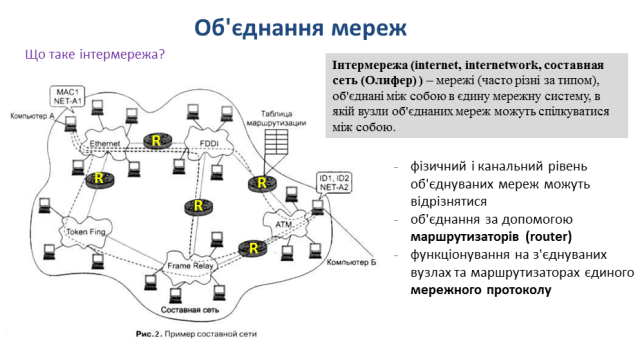 Об'єднання мереж
Що таке інтермережа?
Інтермережа (internet, internetwork, составная
сеть (Олифер) ) – мережі (часто різні за типом),
об'єднані між собою в єдину мережну систему, в
якій вузли об'єднаних мереж можуть спілкуватися
між собою.
MAC1
NET-A1
Компьютер А
Таблица
маршрутизации
Ethernet
R
FDDI
R
R
ID1, ID2
NET-A2
R
Token Fing
ATM
R
Frame Relay
Компьютер Б
Составная сеть
Рис.2. Пример составной сети
- фізичний і канальний рівень
об'єднуваних мереж можуть
відрізнятися
- об'єднання за допомогою
маршрутизаторів (router)
- функціонування на з'єднуваних
вузлах та маршрутизаторах єдиного
мережного протоколу